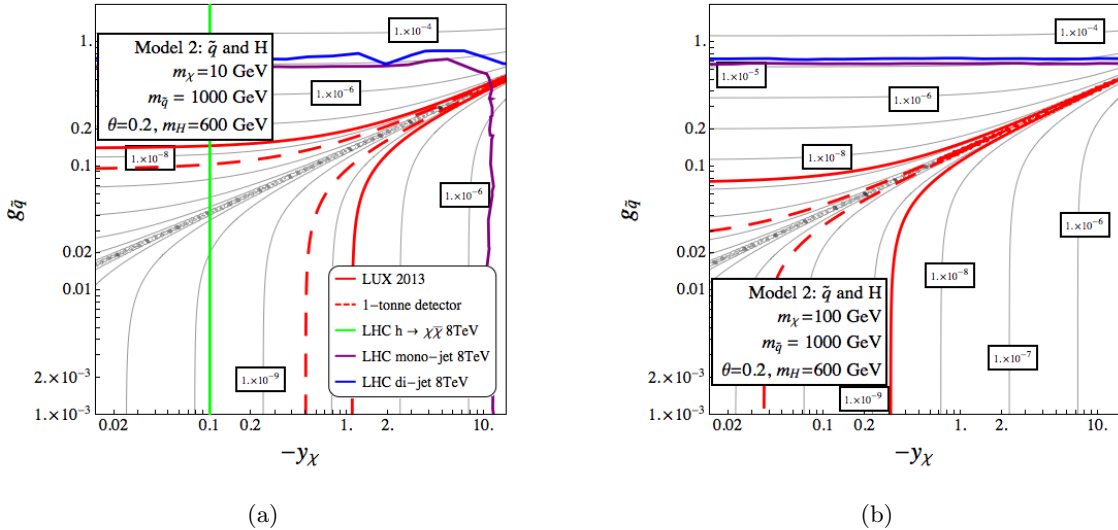 1.×10⁻⁴
Model 2: q̃ and H
mχ=10 GeV
m_q̃ = 1000 GeV
θ=0.2, m_H=600 GeV
1.×10⁻⁶
1.×10⁻⁸
1.×10⁻⁶
1.×10⁻⁹
LUX 2013
1-tonne detector
LHC h → χχ̄ 8TeV
LHC mono-jet 8TeV
LHC di-jet 8TeV
1.
0.2
0.1
0.02
0.01
2.×10⁻³
1.×10⁻³
g_q̃
0.02 0.1 0.2 1. 2. 10.
-yχ
(a)
1.×10⁻⁴
1.×10⁻⁵
1.×10⁻⁶
1.×10⁻⁸
1.×10⁻⁶
1.×10⁻⁸
1.×10⁻⁷
1.×10⁻⁹
Model 2: q̃ and H
mχ=100 GeV
m_q̃ = 1000 GeV
θ=0.2, m_H=600 GeV
1.
0.2
0.1
0.02
0.01
2.×10⁻³
1.×10⁻³
g_q̃
0.02 0.1 0.2 1. 2. 10.
-yχ
(b)